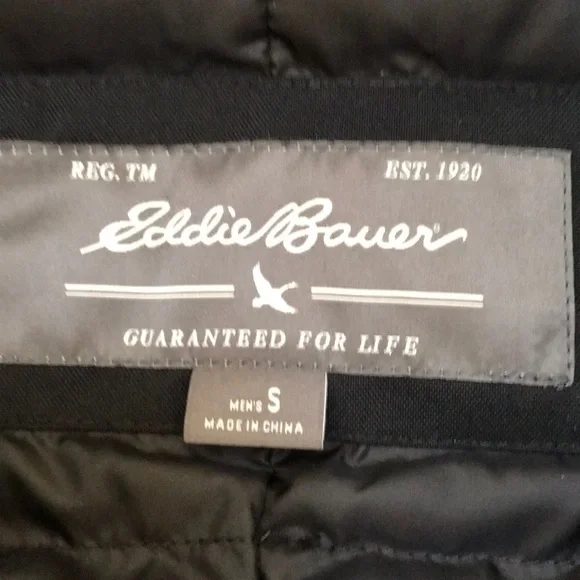 REG. TM EST. 1920
Eddie Bauer®
GUARANTEED FOR LIFE
MEN'S S
MADE IN CHINA